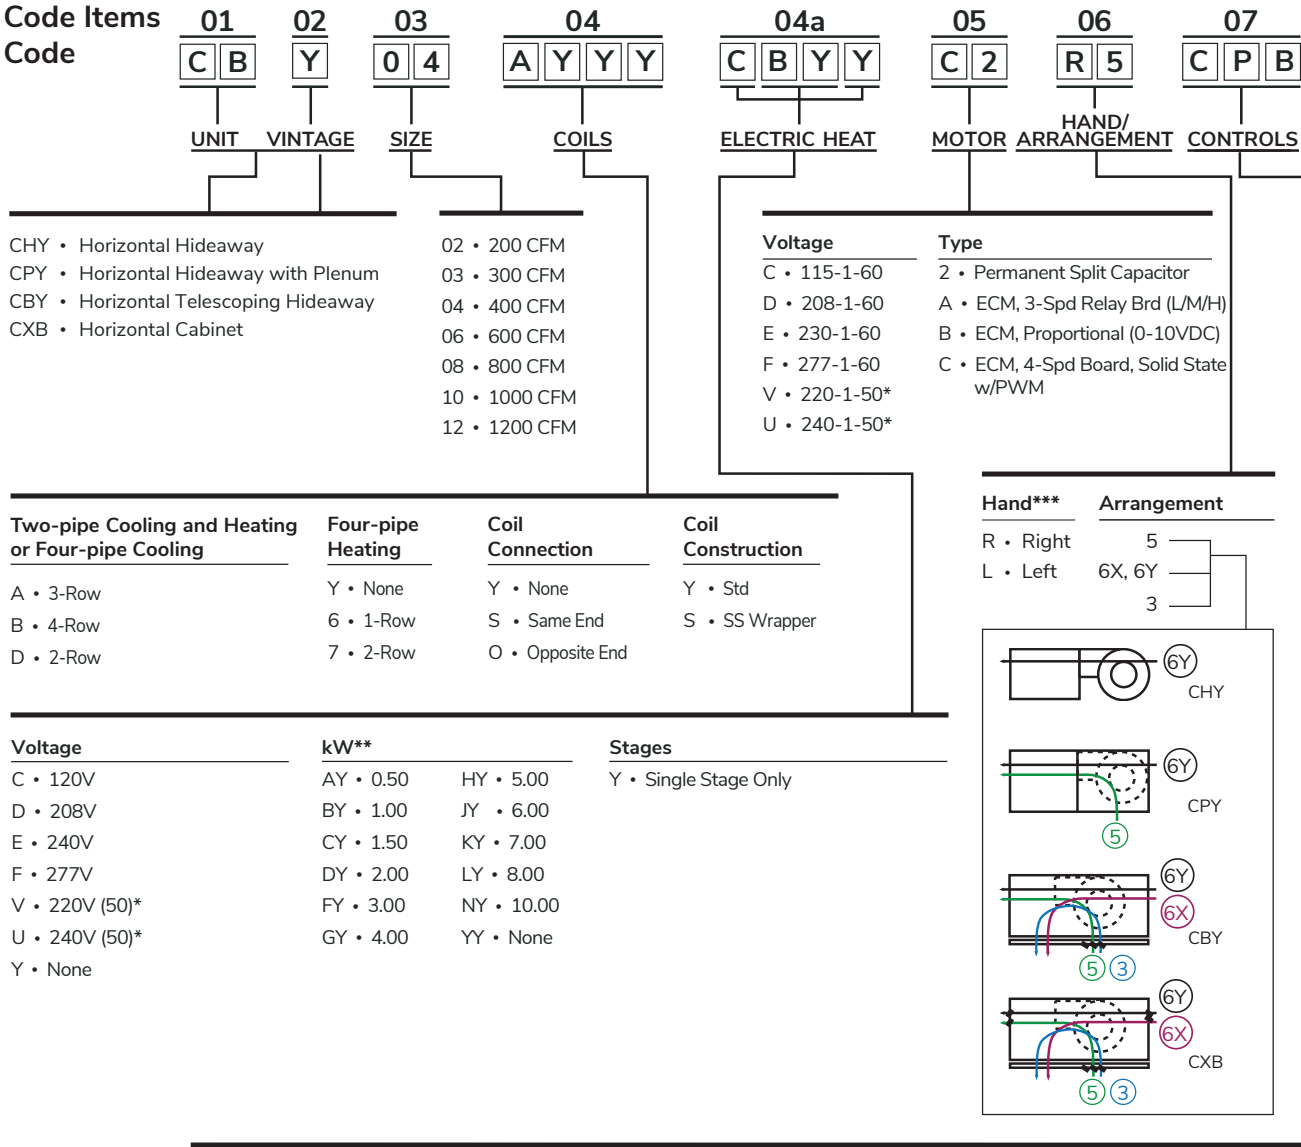 Code Items 01 02 03 04 04a 05 06 07
Code C B Y 0 4 A Y Y Y C B Y Y C 2 R 5 C P B
UNIT VINTAGE SIZE COILS ELECTRIC HEAT MOTOR HAND/ ARRANGEMENT CONTROLS
CHY • Horizontal Hideaway
CPY • Horizontal Hideaway with Plenum
CBY • Horizontal Telescoping Hideaway
CXB • Horizontal Cabinet
02 • 200 CFM
03 • 300 CFM
04 • 400 CFM
06 • 600 CFM
08 • 800 CFM
10 • 1000 CFM
12 • 1200 CFM
Voltage
C • 115-1-60
D • 208-1-60
E • 230-1-60
F • 277-1-60
V • 220-1-50*
U • 240-1-50*
Type
2 • Permanent Split Capacitor
A • ECM, 3-Spd Relay Brd (L/M/H)
B • ECM, Proportional (0-10VDC)
C • ECM, 4-Spd Board, Solid State
w/PWM
Two-pipe Cooling and Heating
or Four-pipe Cooling
A • 3-Row
B • 4-Row
D • 2-Row
Four-pipe
Heating
Y • None
6 • 1-Row
7 • 2-Row
Coil
Connection
Y • None
S • Same End
O • Opposite End
Coil
Construction
Y • Std
S • SS Wrapper
Hand***
R • Right
L • Left
Arrangement
5
6X, 6Y
3
6Y
CHY
6Y
CPY
5
6Y
6X
CBY
5 3
6Y
6X
CXB
5 3
Voltage
C • 120V
D • 208V
E • 240V
F • 277V
V • 220V (50)*
U • 240V (50)*
Y • None
kW**
AY • 0.50
BY • 1.00
CY • 1.50
DY • 2.00
FY • 3.00
GY • 4.00
HY • 5.00
JY • 6.00
KY • 7.00
LY • 8.00
NY • 10.00
YY • None
Stages
Y • Single Stage Only